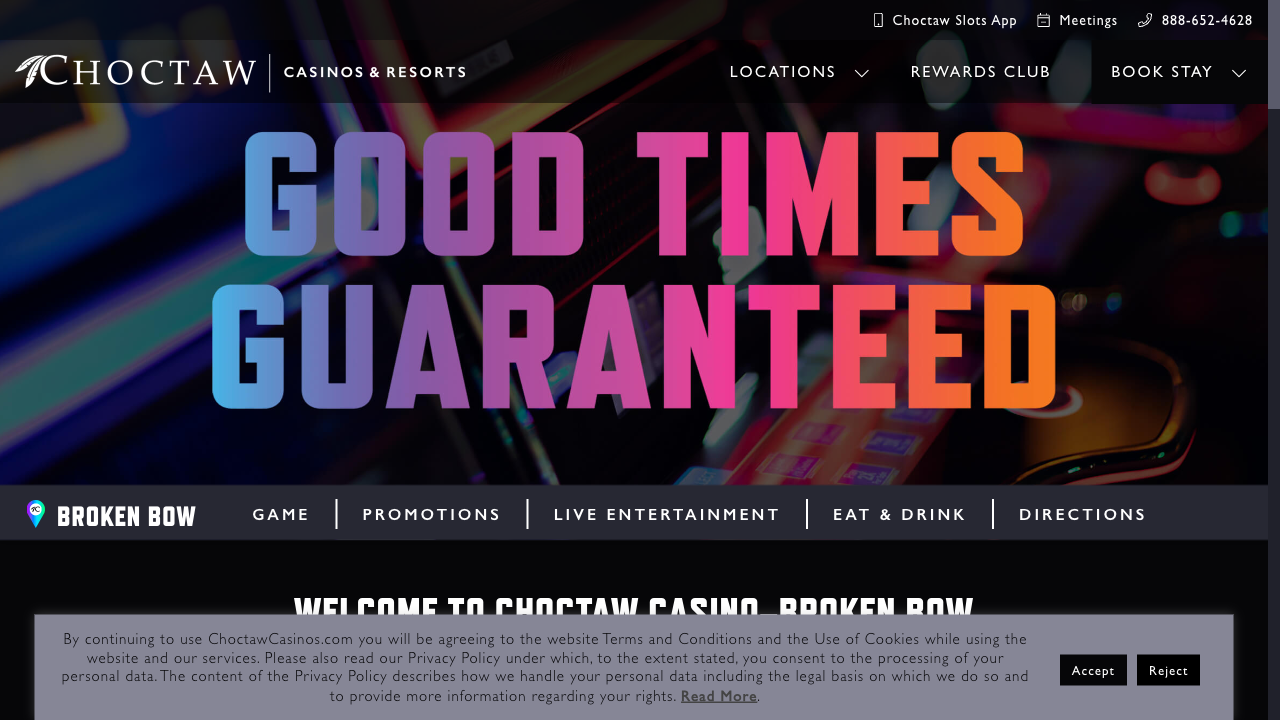 Choctaw Slots App
Meetings
888-652-4628
CHOCTAW
CASINOS & RESORTS
LOCATIONS
REWARDS CLUB
BOOK STAY
GOOD TIMES
GUARANTEED
BROKEN BOW
GAME
PROMOTIONS
LIVE ENTERTAINMENT
EAT & DRINK
DIRECTIONS
WELCOME TO CHOCTAW CASINO, BROKEN BOW
By continuing to use ChoctawCasinos.com you will be agreeing to the website Terms and Conditions and the Use of Cookies while using the
website and our services. Please also read our Privacy Policy under which, to the extent stated, you consent to the processing of your
personal data. The content of the Privacy Policy describes how we handle your personal data including the legal basis on which we do so and
to provide more information regarding your rights. Read More.
Accept
Reject